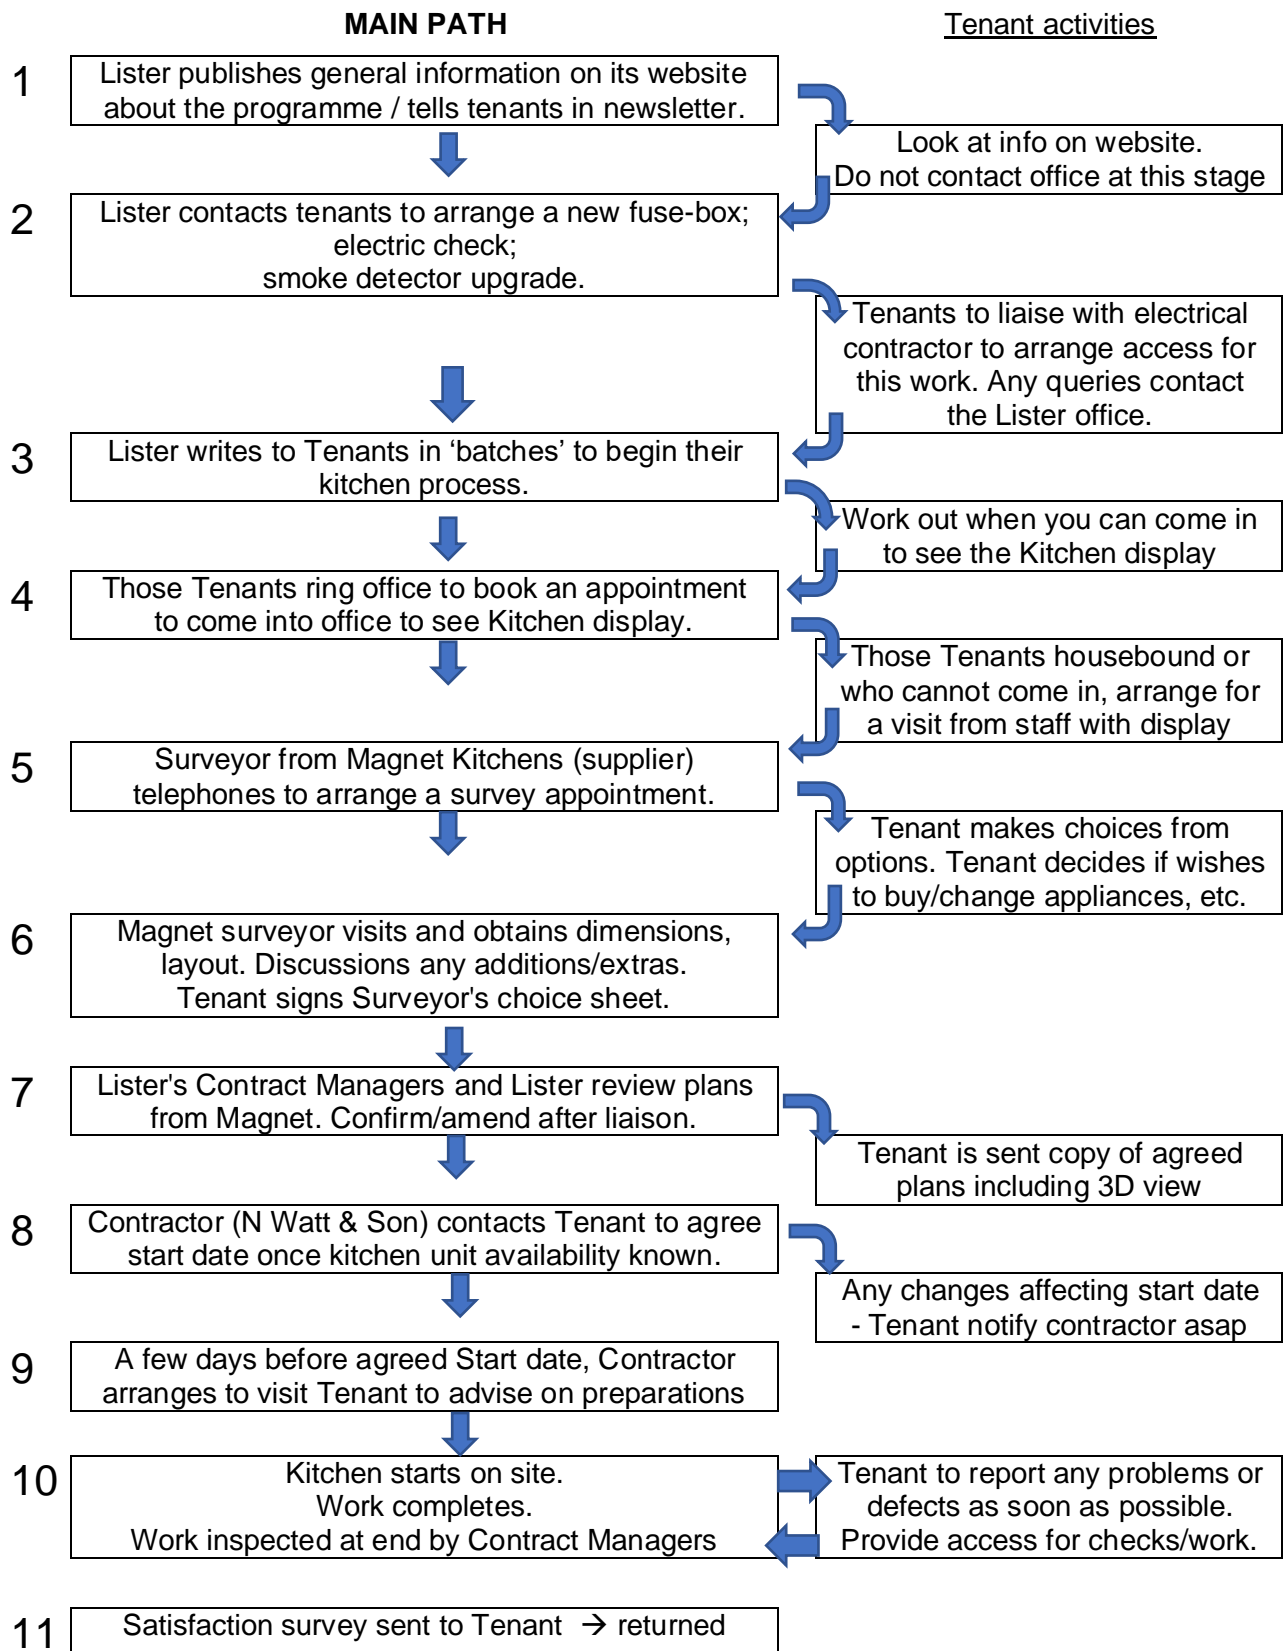 MAIN PATH
Tenant activities
1
Lister publishes general information on its website
about the programme / tells tenants in newsletter.
Look at info on website.
Do not contact office at this stage
2
Lister contacts tenants to arrange a new fuse-box;
electric check;
smoke detector upgrade.
Tenants to liaise with electrical
contractor to arrange access for
this work. Any queries contact
the Lister office.
3
Lister writes to Tenants in ‘batches’ to begin their
kitchen process.
Work out when you can come in
to see the Kitchen display
4
Those Tenants ring office to book an appointment
to come into office to see Kitchen display.
Those Tenants housebound or
who cannot come in, arrange for
a visit from staff with display
5
Surveyor from Magnet Kitchens (supplier)
telephones to arrange a survey appointment.
Tenant makes choices from
options. Tenant decides if wishes
to buy/change appliances, etc.
6
Magnet surveyor visits and obtains dimensions,
layout. Discussions any additions/extras.
Tenant signs Surveyor's choice sheet.
7
Lister's Contract Managers and Lister review plans
from Magnet. Confirm/amend after liaison.
Tenant is sent copy of agreed
plans including 3D view
8
Contractor (N Watt & Son) contacts Tenant to agree
start date once kitchen unit availability known.
Any changes affecting start date
- Tenant notify contractor asap
9
A few days before agreed Start date, Contractor
arranges to visit Tenant to advise on preparations
10
Kitchen starts on site.
Work completes.
Work inspected at end by Contract Managers
Tenant to report any problems or
defects as soon as possible.
Provide access for checks/work.
11
Satisfaction survey sent to Tenant → returned